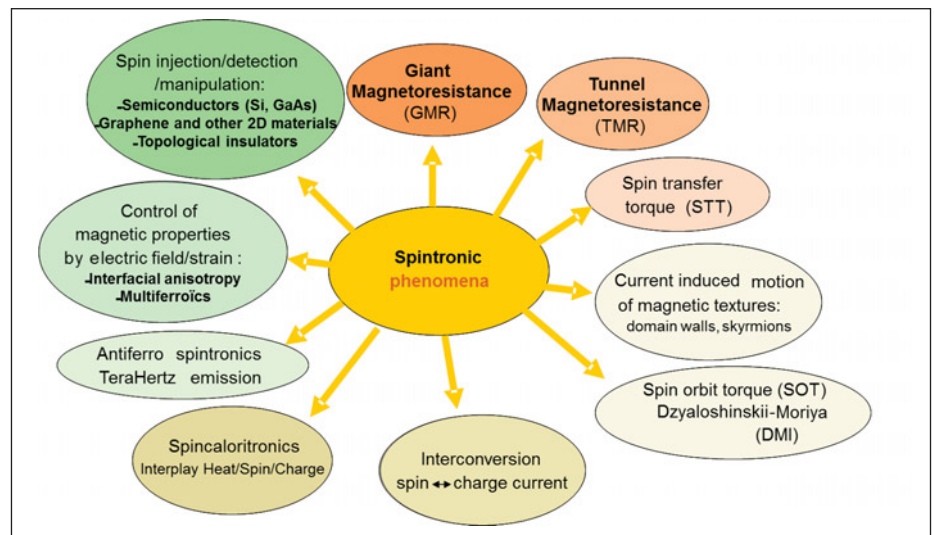 Spin injection/detection
/manipulation:
-Semiconductors (Si, GaAs)
-Graphene and other 2D materials
-Topological insulators
Giant
Magnetoresistance
(GMR)
Tunnel
Magnetoresistance
(TMR)
Spin transfer
torque (STT)
Control of
magnetic properties
by electric field/strain :
-Interfacial anisotropy
-Multiferroïcs
Spintronic
phenomena
Current induced motion
of magnetic textures:
domain walls, skyrmions
Antiferro spintronics
TeraHertz emission
Spin orbit torque (SOT)
Dzyaloshinskii-Moriya
(DMI)
Spincaloritronics
Interplay Heat/Spin/Charge
Interconversion
spin ↔ charge current